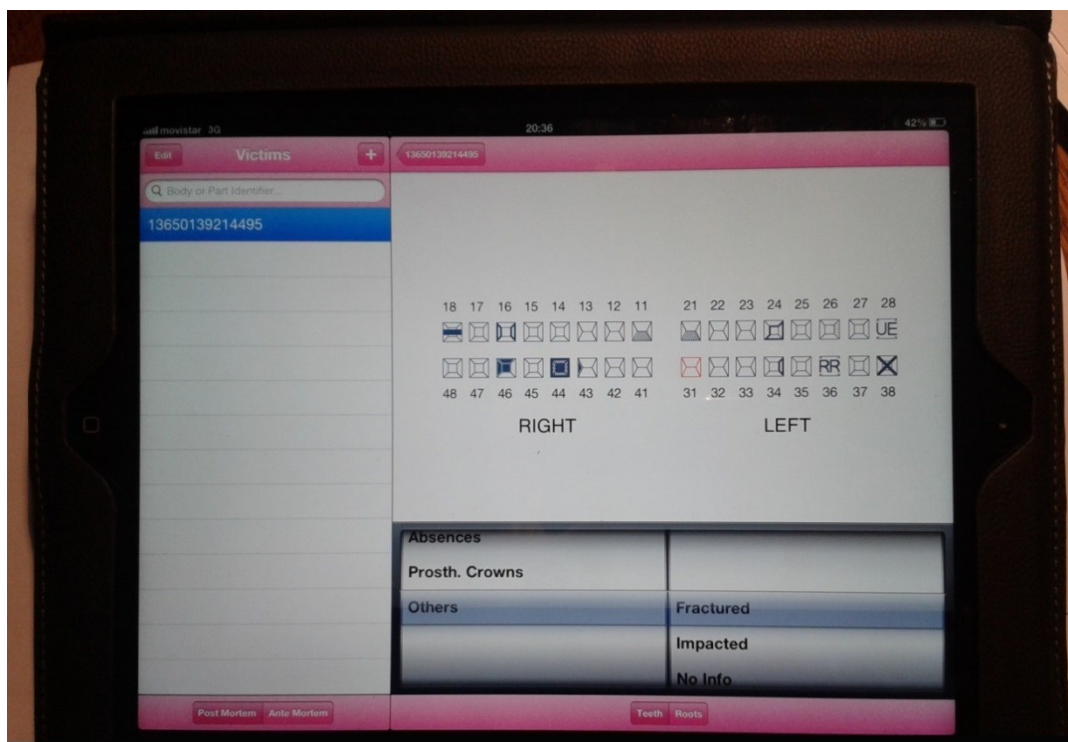 movistar 3G 20:36 42%
Edit Victims + 13650139214495
Body or Part Identifier...
13650139214495
18 17 16 15 14 13 12 11 21 22 23 24 25 26 27 28
UE
RR
48 47 46 45 44 43 42 41 31 32 33 34 35 36 37 38
RIGHT LEFT
Absences
Prosth. Crowns
Others Fractured
Impacted
No Info
Post Mortem Ante Mortem Teeth Roots